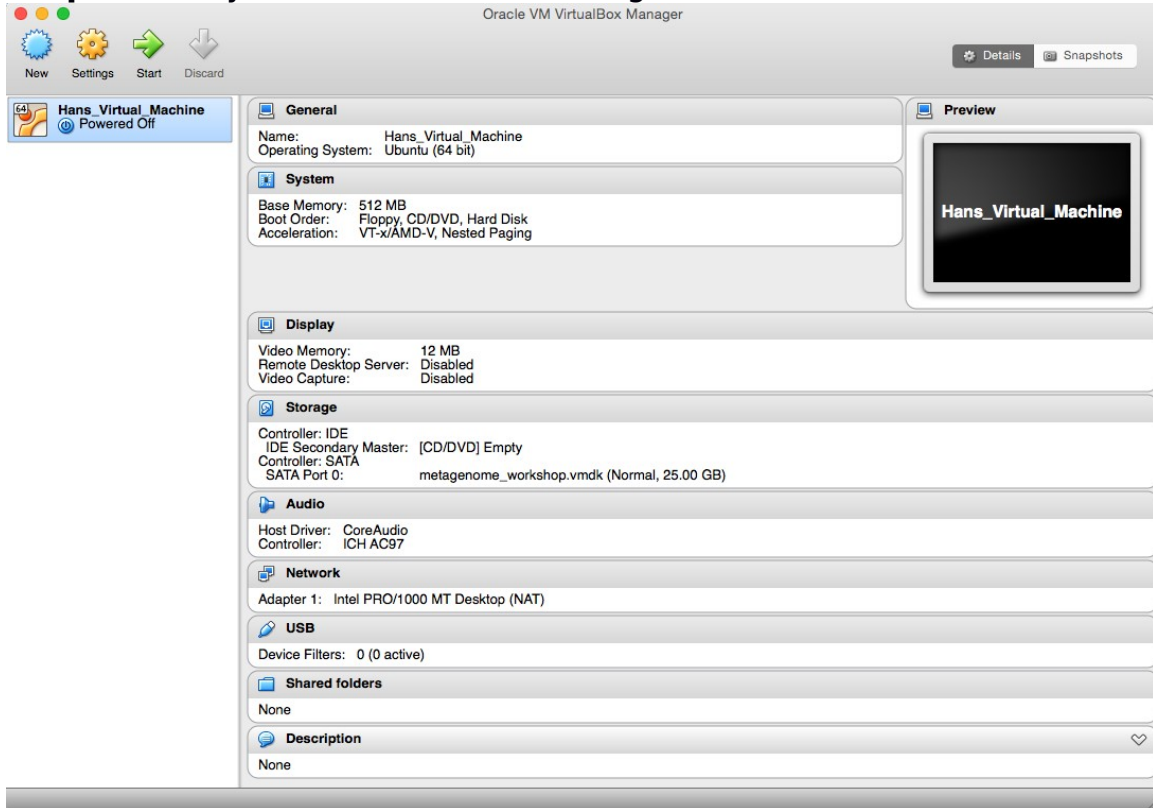 Oracle VM VirtualBox Manager
New Settings Start Discard
Details Snapshots
64 Hans_Virtual_Machine
Powered Off
General
Name: Hans_Virtual_Machine
Operating System: Ubuntu (64 bit)
System
Base Memory: 512 MB
Boot Order: Floppy, CD/DVD, Hard Disk
Acceleration: VT-x/AMD-V, Nested Paging
Preview
Hans_Virtual_Machine
Display
Video Memory: 12 MB
Remote Desktop Server: Disabled
Video Capture: Disabled
Storage
Controller: IDE
IDE Secondary Master: [CD/DVD] Empty
Controller: SATA
SATA Port 0: metagenome_workshop.vmdk (Normal, 25.00 GB)
Audio
Host Driver: CoreAudio
Controller: ICH AC97
Network
Adapter 1: Intel PRO/1000 MT Desktop (NAT)
USB
Device Filters: 0 (0 active)
Shared folders
None
Description
None